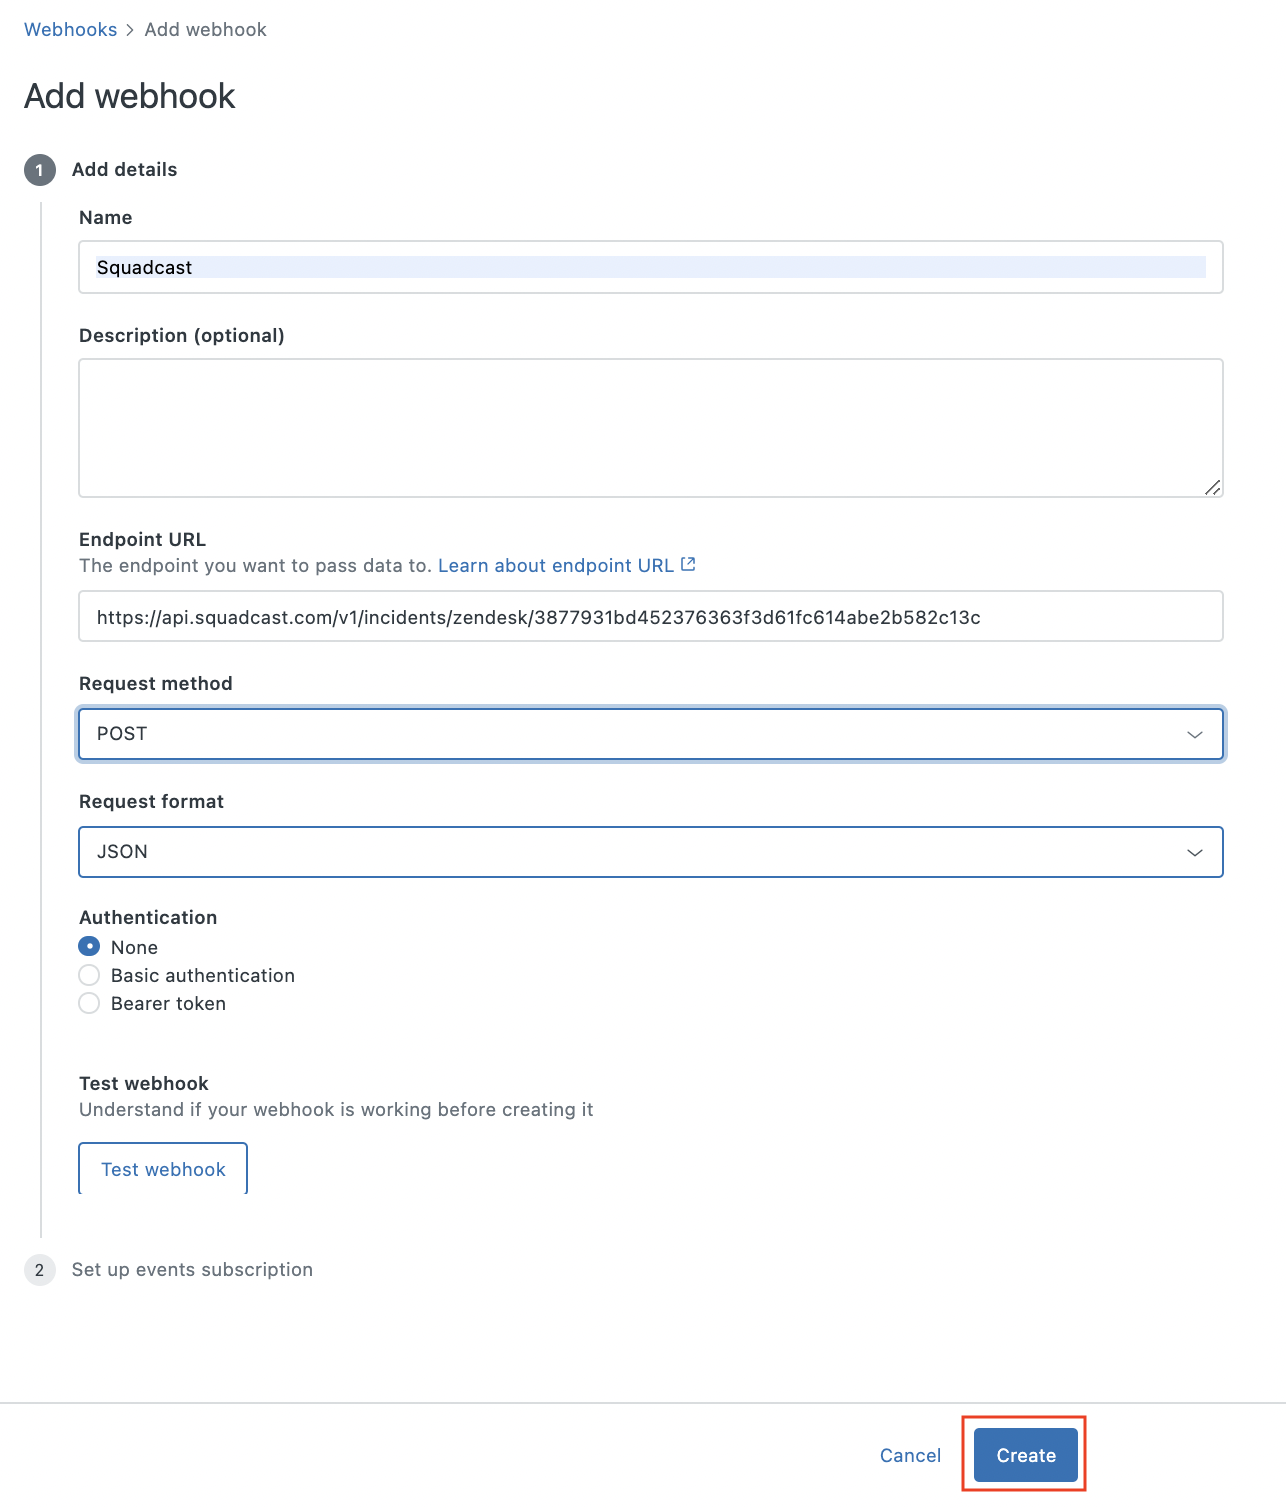 Webhooks > Add webhook
Add webhook
1 Add details
Name
Squadcast
Description (optional)
Endpoint URL
The endpoint you want to pass data to. Learn about endpoint URL
https://api.squadcast.com/v1/incidents/zendesk/3877931bd452376363f3d61fc614abe2b582c13c
Request method
POST
Request format
JSON
Authentication
None
Basic authentication
Bearer token
Test webhook
Understand if your webhook is working before creating it
Test webhook
2 Set up events subscription
Cancel Create